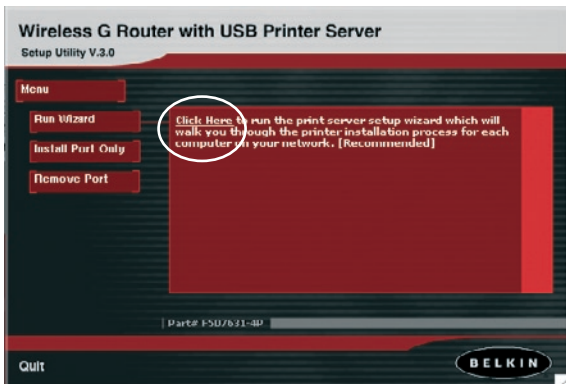 Wireless G Router with USB Printer Server
Setup Utility V.3.0
Menu
Run Wizard
Install Port Only
Remove Port
Click Here to run the print server setup wizard which will
walk you through the printer installation process for each
computer on your network. [Recommended]
Part# F5D7631-4P
Quit
BELKIN